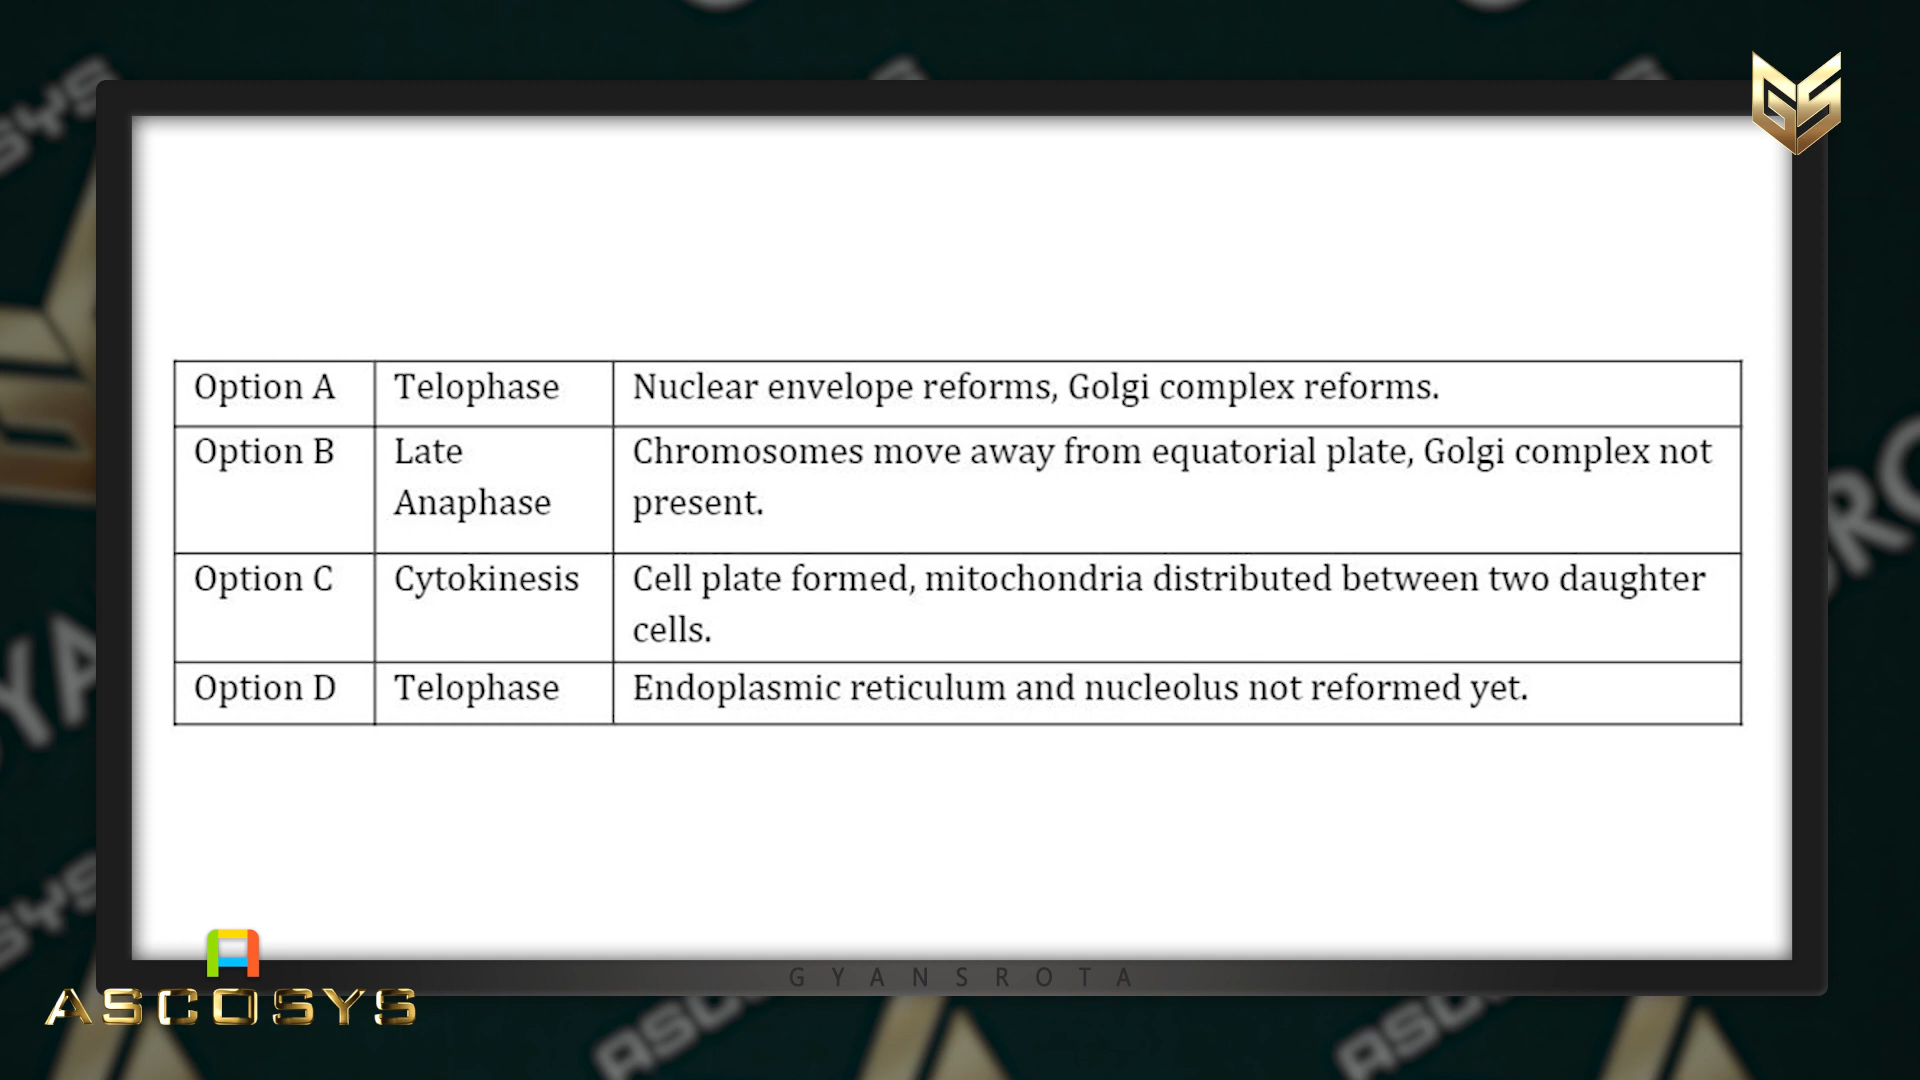 Option A Telophase Nuclear envelope reforms, Golgi complex reforms.
Option B Late Anaphase Chromosomes move away from equatorial plate, Golgi complex not
present.
Option C Cytokinesis Cell plate formed, mitochondria distributed between two daughter
cells.
Option D Telophase Endoplasmic reticulum and nucleolus not reformed yet.
GYANSROTA
ASCOSYS
GS